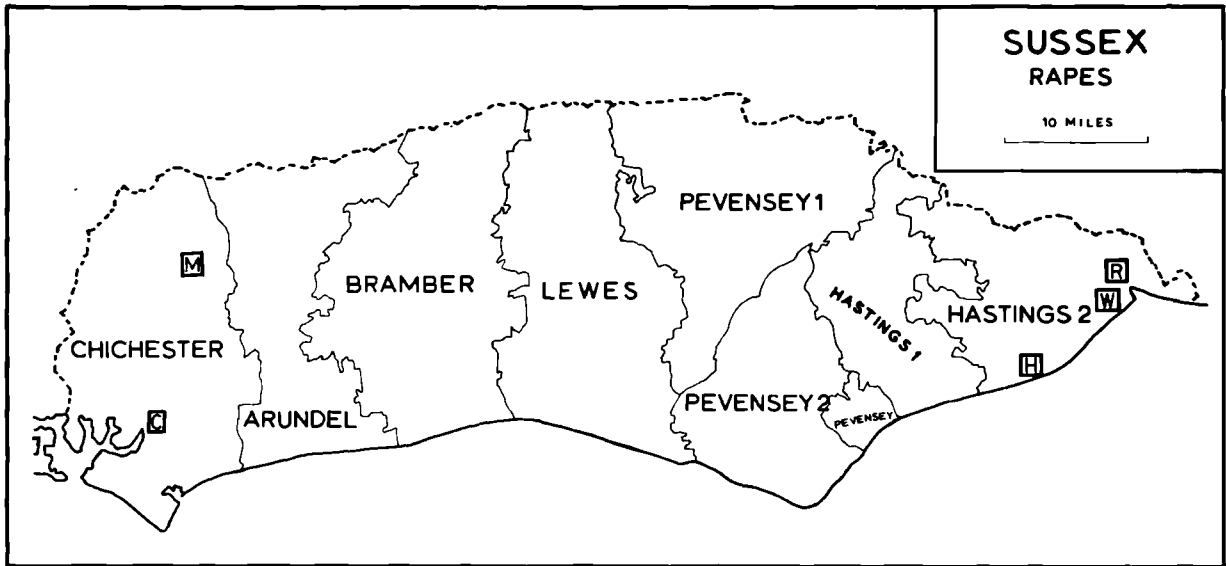 SUSSEX
RAPES
10 MILES
PEVENSEY 1
M
R
BRAMBER
LEWES
W
HASTINGS 2
HASTINGS 1
CHICHESTER
H
PEVENSEY 2
C
ARUNDEL
PEVENSEY